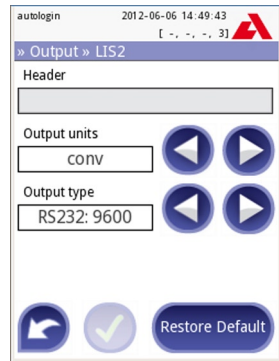 autologin 2012-06-06 14:49:43
[ -, -, -, 3]
» Output » LIS2
Header
Output units
conv
Output type
RS232: 9600
Restore Default